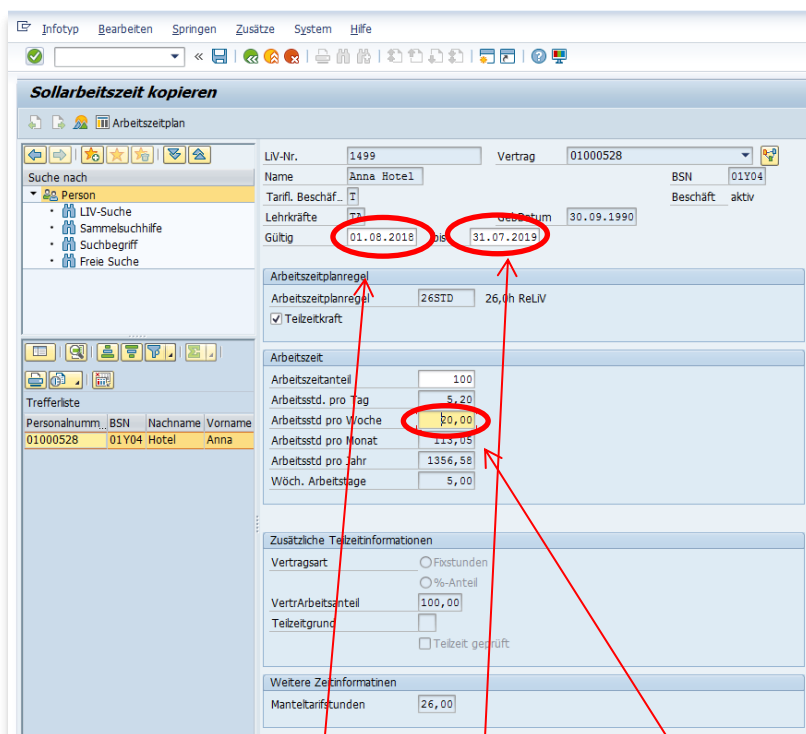 Infotyp Bearbeiten Springen Zusätze System Hilfe
Sollarbeitszeit kopieren
Arbeitszeitplan
Suche nach
Person
LIV-Suche
Sammelsuchhilfe
Suchbegriff
Freie Suche
Trefferliste
Personalnumm.. BSN Nachname Vorname
01000528 01Y04 Hotel Anna
LiV-Nr. 1499 Vertrag 01000528
Name Anna Hotel BSN 01Y04
Tarifl. Beschäf.. T Beschäft aktiv
Lehrkräfte GebDatum 30.09.1990
Gültig 01.08.2018 bis 31.07.2019
Arbeitszeitplanregel
Arbeitszeitplanregel 26STD 26,0h ReLiV
Teilzeitkraft
Arbeitszeit
Arbeitszeitanteil 100
Arbeitsstd. pro Tag 5,20
Arbeitsstd pro Woche 20,00
Arbeitsstd pro Monat 113,05
Arbeitsstd pro Jahr 1356,58
Wöch. Arbeitstage 5,00
Zusätzliche Teilzeitinformationen
Vertragsart Fixstunden
%-Anteil
VertrArbeitsanteil 100,00
Teilzeitgrund
Teilzeit geprüft
Weitere Zeitinformatinen
Manteltarifstunden 26,00